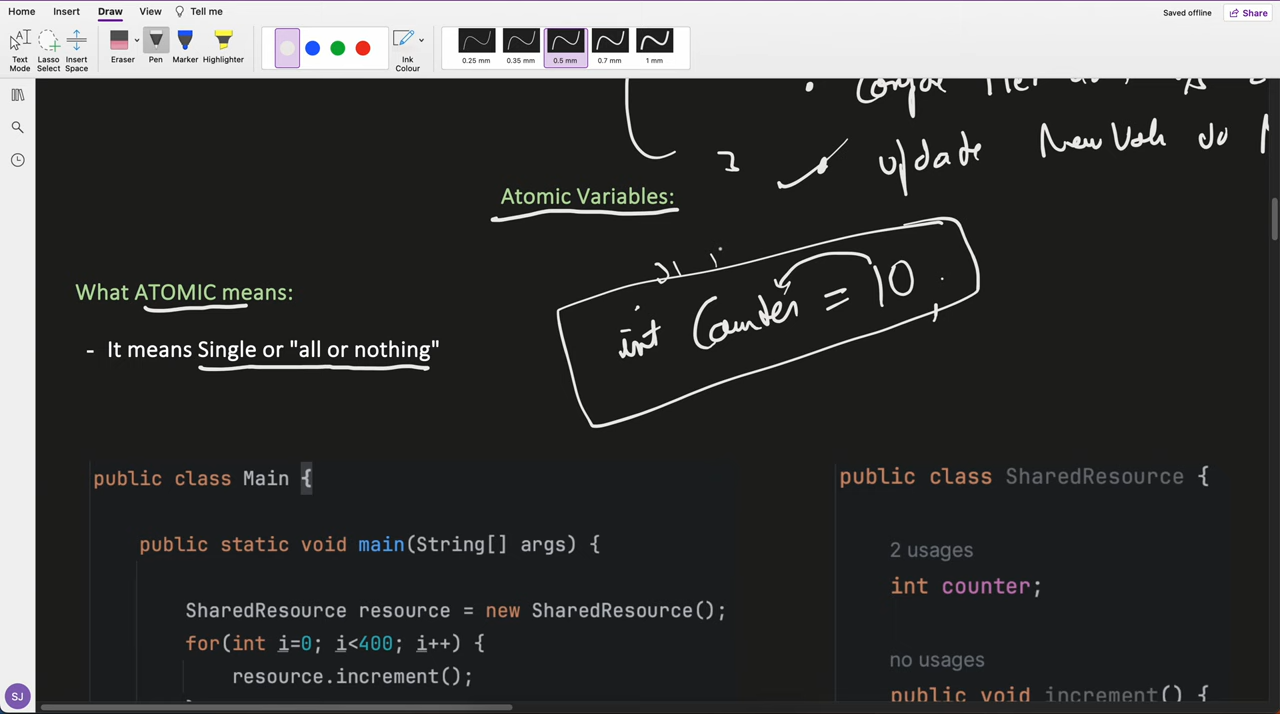 Home Insert Draw View Tell me
Saved offline Share
Text Mode Lasso Select Insert Space Eraser Pen Marker Highlighter Ink Colour 0.25 mm 0.35 mm 0.5 mm 0.7 mm 1 mm
3 update
Atomic Variables:
int Counter = 10
What ATOMIC means:
- It means Single or "all or nothing"
public class Main {
public static void main(String[] args) {
SharedResource resource = new SharedResource();
for(int i=0; i<400; i++) {
resource.increment();
public class SharedResource {
2 usages
int counter;
no usages
public void increment() {
SJ